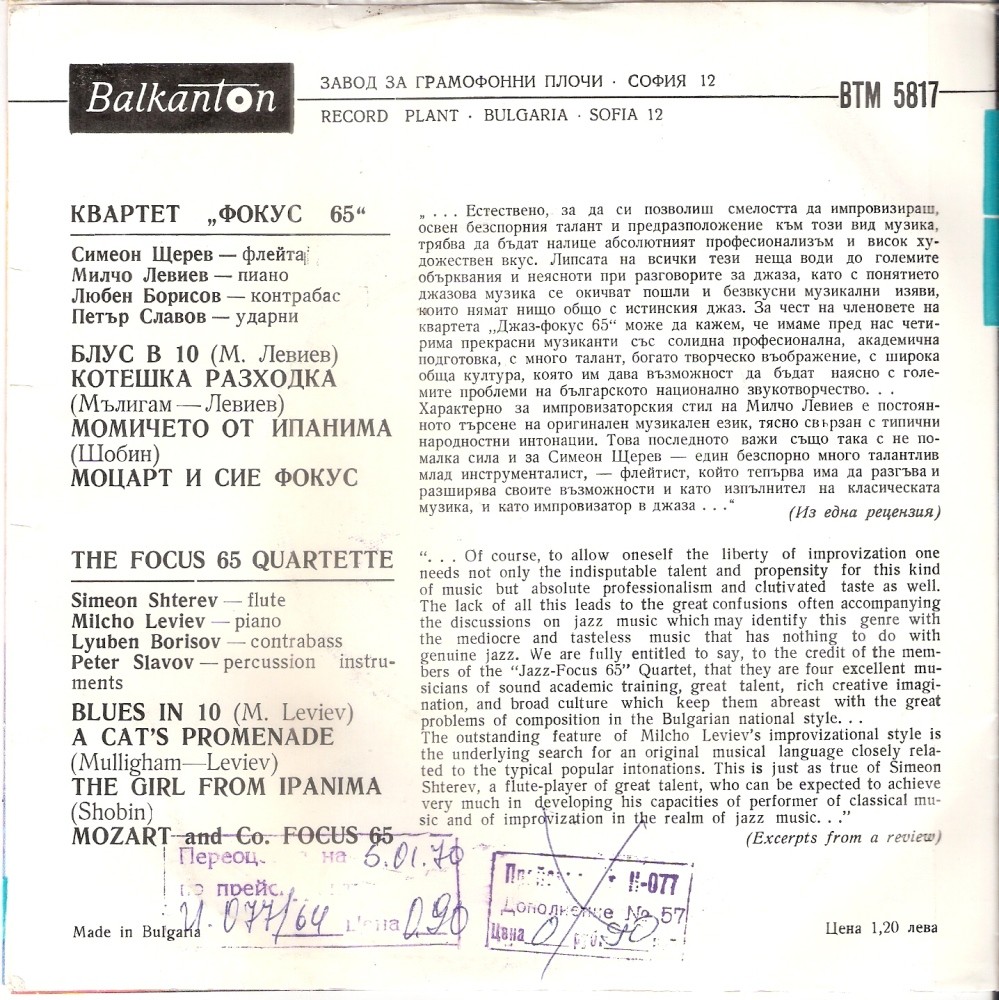 Balkanton
ЗАВОД ЗА ГРАМОФОННИ ПЛОЧИ · СОФИЯ 12
RECORD PLANT · BULGARIA · SOFIA 12
ВТМ 5817
КВАРТЕТ „ФОКУС 65“
Симеон Щерев — флейта
Милчо Левиев — пиано
Любен Борисов — контрабас
Петър Славов — ударни
БЛУС В 10 (М. Левиев)
КОТЕШКА РАЗХОДКА
(Мълигам — Левиев)
МОМИЧЕТО ОТ ИПАНИМА
(Шобин)
МОЦАРТ И СИЕ ФОКУС
„ . . . Естествено, за да си позволиш смелостта да импровизираш,
освен безспорния талант и предразположение към този вид музика,
трябва да бъдат налице абсолютният професионализъм и висок ху-
дожествен вкус. Липсата на всички тези неща води до големите
обърквания и неясноти при разговорите за джаза, като с понятието
джазова музика се окичват пошли и безвкусни музикални изяви,
които нямат нищо общо с истинския джаз. За чест на членовете на
квартета „Джаз-фокус 65“ може да кажем, че имаме пред нас чети-
рима прекрасни музиканти със солидна професионална, академична
подготовка, с много талант, богато творческо въображение, с широка
обща култура, която им дава възможност да бъдат наясно с голе-
мите проблеми на българското национално звукотворчество. . .
Характерно за импровизаторския стил на Милчо Левиев е постоян-
ното търсене на оригинален музикален език, тясно свързан с типични
народностни интонации. Това последното важи също така с не по-
малка сила и за Симеон Щерев — един безспорно много талантлив
млад инструменталист, — флейтист, който тепърва има да разгъва и
разширява своите възможности и като изпълнител на класическата
музика, и като импровизатор в джаза . . .“
(Из една рецензия)
THE FOCUS 65 QUARTETTE
Simeon Shterev — flute
Milcho Leviev — piano
Lyuben Borisov — contrabass
Peter Slavov — percussion instru-
ments
BLUES IN 10 (M. Leviev)
A CAT'S PROMENADE
(Mulligham—Leviev)
THE GIRL FROM IPANIMA
(Shobin)
MOZART and Co. FOCUS 65
“. . . Of course, to allow oneself the liberty of improvization one
needs not only the indisputable talent and propensity for this kind
of music but absolute professionalism and clutivated taste as well.
The lack of all this leads to the great confusions often accompanying
the discussions on jazz music which may identify this genre with
the mediocre and tasteless music that has nothing to do with
genuine jazz. We are fully entitled to say, to the credit of the mem-
bers of the “Jazz-Focus 65” Quartet, that they are four excellent mu-
sicians of sound academic training, great talent, rich creative imagi-
nation, and broad culture which keep them abreast with the great
problems of composition in the Bulgarian national style. . .
The outstanding feature of Milcho Leviev's improvizational style is
the underlying search for an original musical language closely rela-
ted to the typical popular intonations. This is just as true of Simeon
Shterev, a flute-player of great talent, who can be expected to achieve
very much in developing his capacities of performer of classical mu-
sic and of improvization in the realm of jazz music. . .”
(Excerpts from a review)
на 5.01.70
077/64 Цена 0,90
Н-077
Дополнение № 57
Цена 0 90
Made in Bulgaria
Цена 1,20 лева